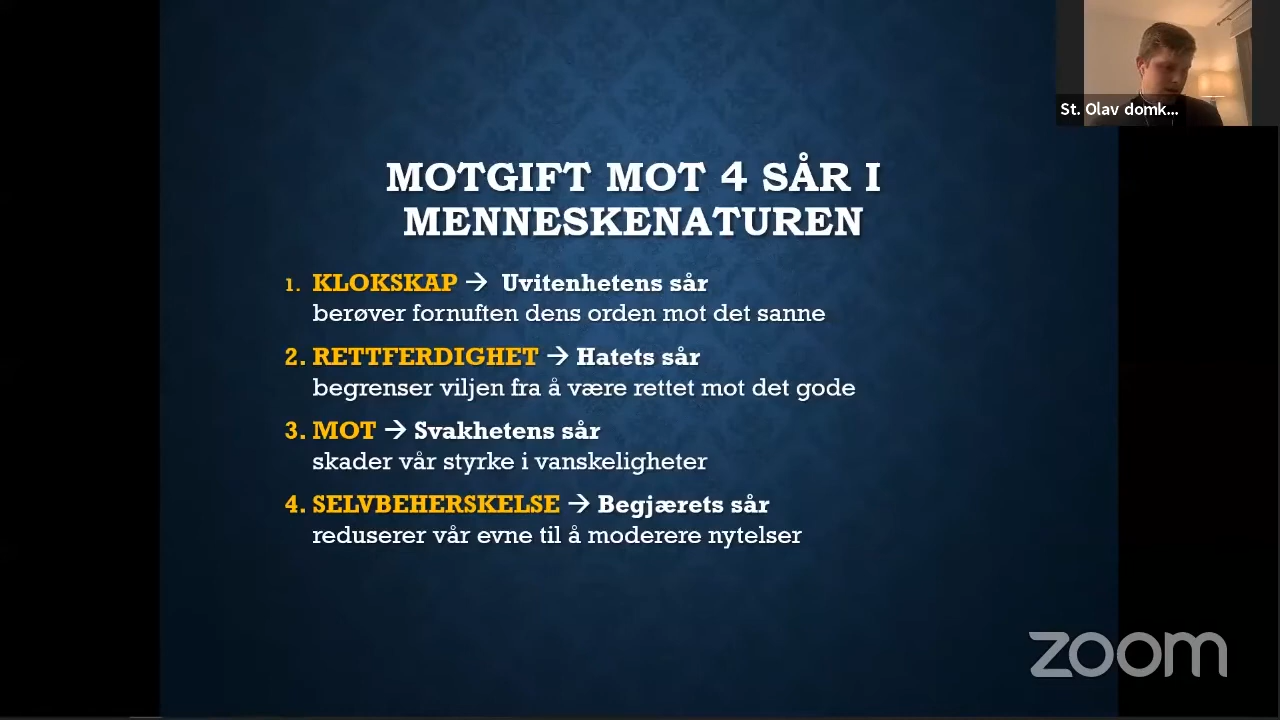 St. Olav domk...
MOTGIFT MOT 4 SÅR I
MENNESKENATUREN
1. KLOKSKAP → Uvitenhetens sår
berøver fornuften dens orden mot det sanne
2. RETTFERDIGHET → Hatets sår
begrenser viljen fra å være rettet mot det gode
3. MOT → Svakhetens sår
skader vår styrke i vanskeligheter
4. SELVBEHERSKELSE → Begjærets sår
reduserer vår evne til å moderere nytelser
zoom